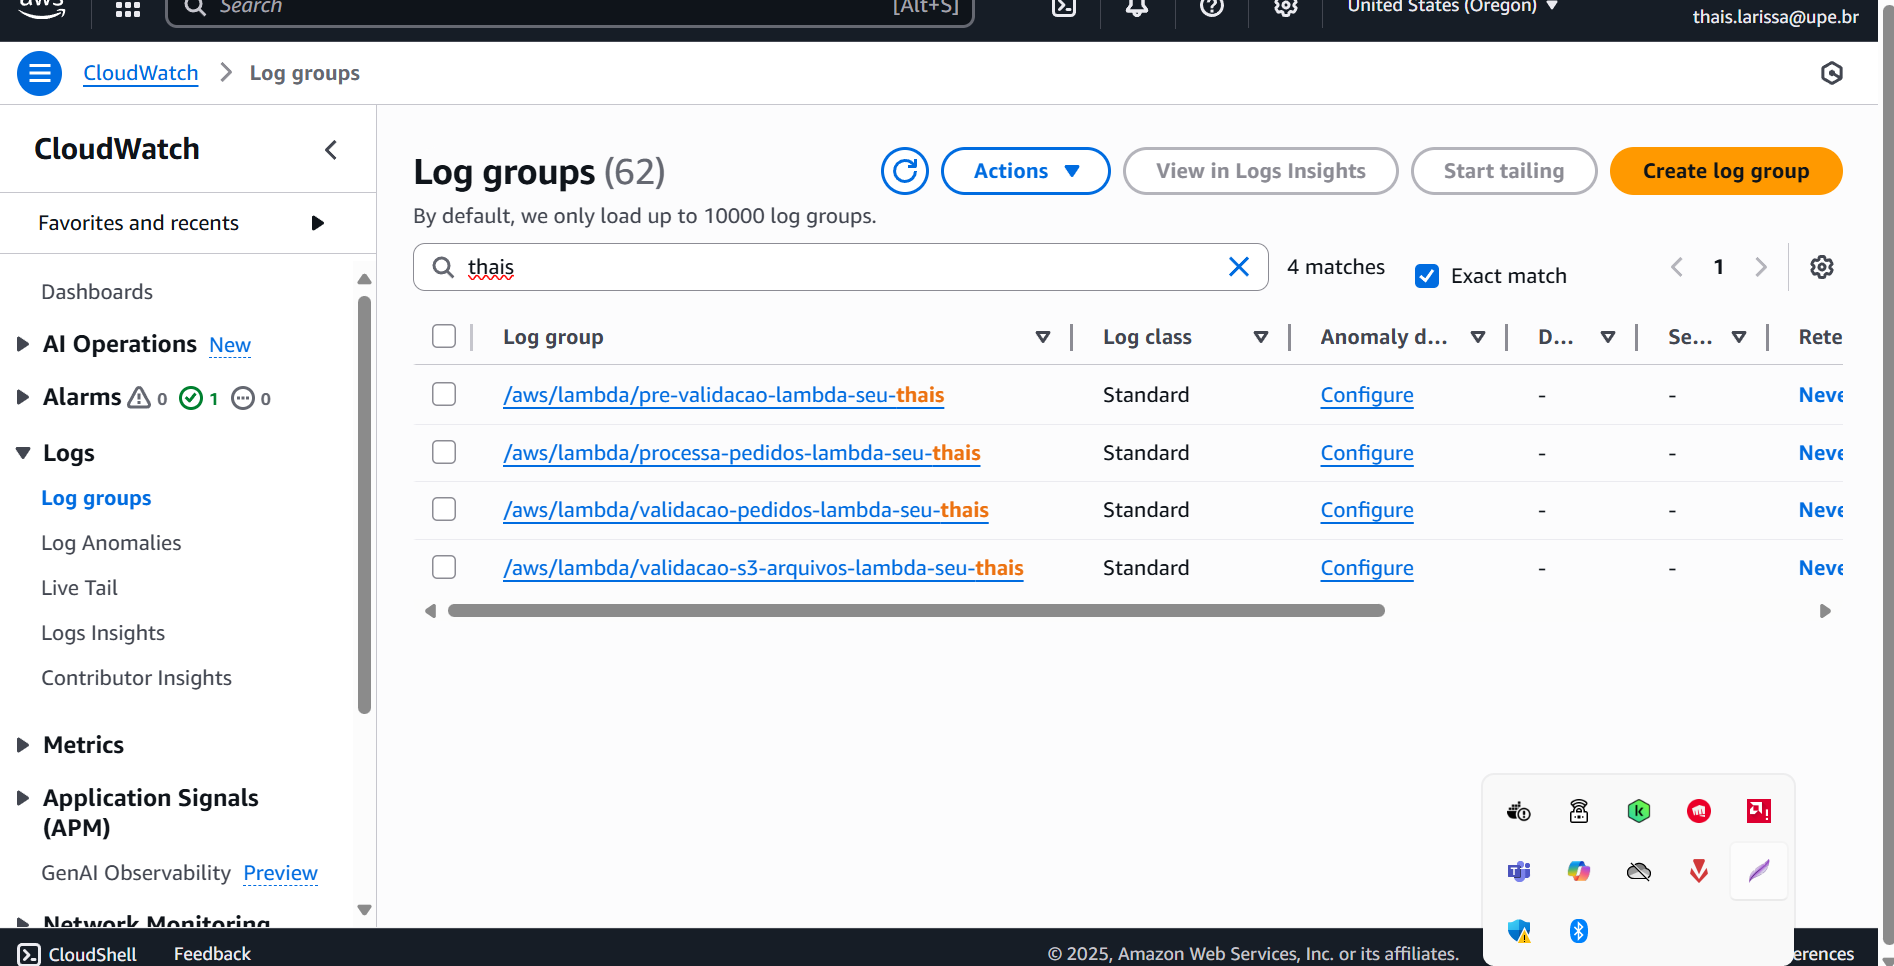 aws
Search
[Alt+S]
United States (Oregon)
thais.larissa@upe.br
CloudWatch
Log groups
CloudWatch
Favorites and recents
Dashboards
AI Operations New
Alarms 0 1 0
Logs
Log groups
Log Anomalies
Live Tail
Logs Insights
Contributor Insights
Metrics
Application Signals
(APM)
GenAI Observability Preview
Network Monitoring
Log groups (62)
Actions
View in Logs Insights
Start tailing
Create log group
By default, we only load up to 10000 log groups.
thais
4 matches
Exact match
1
Log group Log class Anomaly d... D... Se... Rete
/aws/lambda/pre-validacao-lambda-seu-thais Standard Configure - - Neve
/aws/lambda/processa-pedidos-lambda-seu-thais Standard Configure - - Neve
/aws/lambda/validacao-pedidos-lambda-seu-thais Standard Configure - - Neve
/aws/lambda/validacao-s3-arquivos-lambda-seu-thais Standard Configure - - Neve
CloudShell
Feedback
© 2025, Amazon Web Services, Inc. or its affiliates.
erences